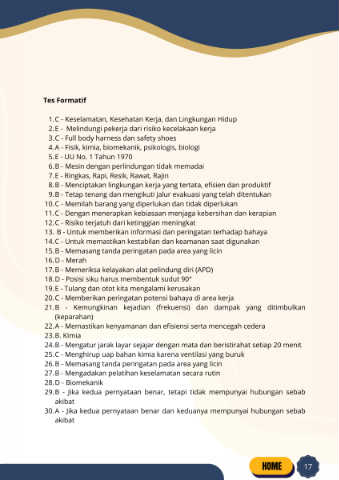 Tes Formatif
1. C - Keselamatan, Kesehatan Kerja, dan Lingkungan Hidup
2. E - Melindungi pekerja dari risiko kecelakaan kerja
3. C - Full body harness dan safety shoes
4. A - Fisik, kimia, biomekanik, psikologis, biologi
5. E - UU No. 1 Tahun 1970
6. B - Mesin dengan perlindungan tidak memadai
7. E - Ringkas, Rapi, Resik, Rawat, Rajin
8. B - Menciptakan lingkungan kerja yang tertata, efisien dan produktif
9. B - Tetap tenang dan mengikuti jalur evakuasi yang telah ditentukan
10. C - Memilah barang yang diperlukan dan tidak diperlukan
11. C - Dengan menerapkan kebiasaan menjaga kebersihan dan kerapian
12. C - Risiko terjatuh dari ketinggian meningkat
13. B - Untuk memberikan informasi dan peringatan terhadap bahaya
14. C - Untuk memastikan kestabilan dan keamanan saat digunakan
15. B - Memasang tanda peringatan pada area yang licin
16. D - Merah
17. B - Memeriksa kelayakan alat pelindung diri (APD)
18. D - Posisi siku harus membentuk sudut 90°
19. E - Tulang dan otot kita mengalami kerusakan
20. C - Memberikan peringatan potensi bahaya di area kerja
21. B - Kemungkinan kejadian (frekuensi) dan dampak yang ditimbulkan
(keparahan)
22. A - Memastikan kenyamanan dan efisiensi serta mencegah cedera
23. B. Kimia
24. B - Mengatur jarak layar sejajar dengan mata dan beristirahat setiap 20 menit
25. C - Menghirup uap bahan kimia karena ventilasi yang buruk
26. B - Memasang tanda peringatan pada area yang licin
27. B - Mengadakan pelatihan keselamatan secara rutin
28. D - Biomekanik
29. B - Jika kedua pernyataan benar, tetapi tidak mempunyai hubungan sebab
akibat
30. A - Jika kedua pernyataan benar dan keduanya mempunyai hubungan sebab
akibat
HOME
17